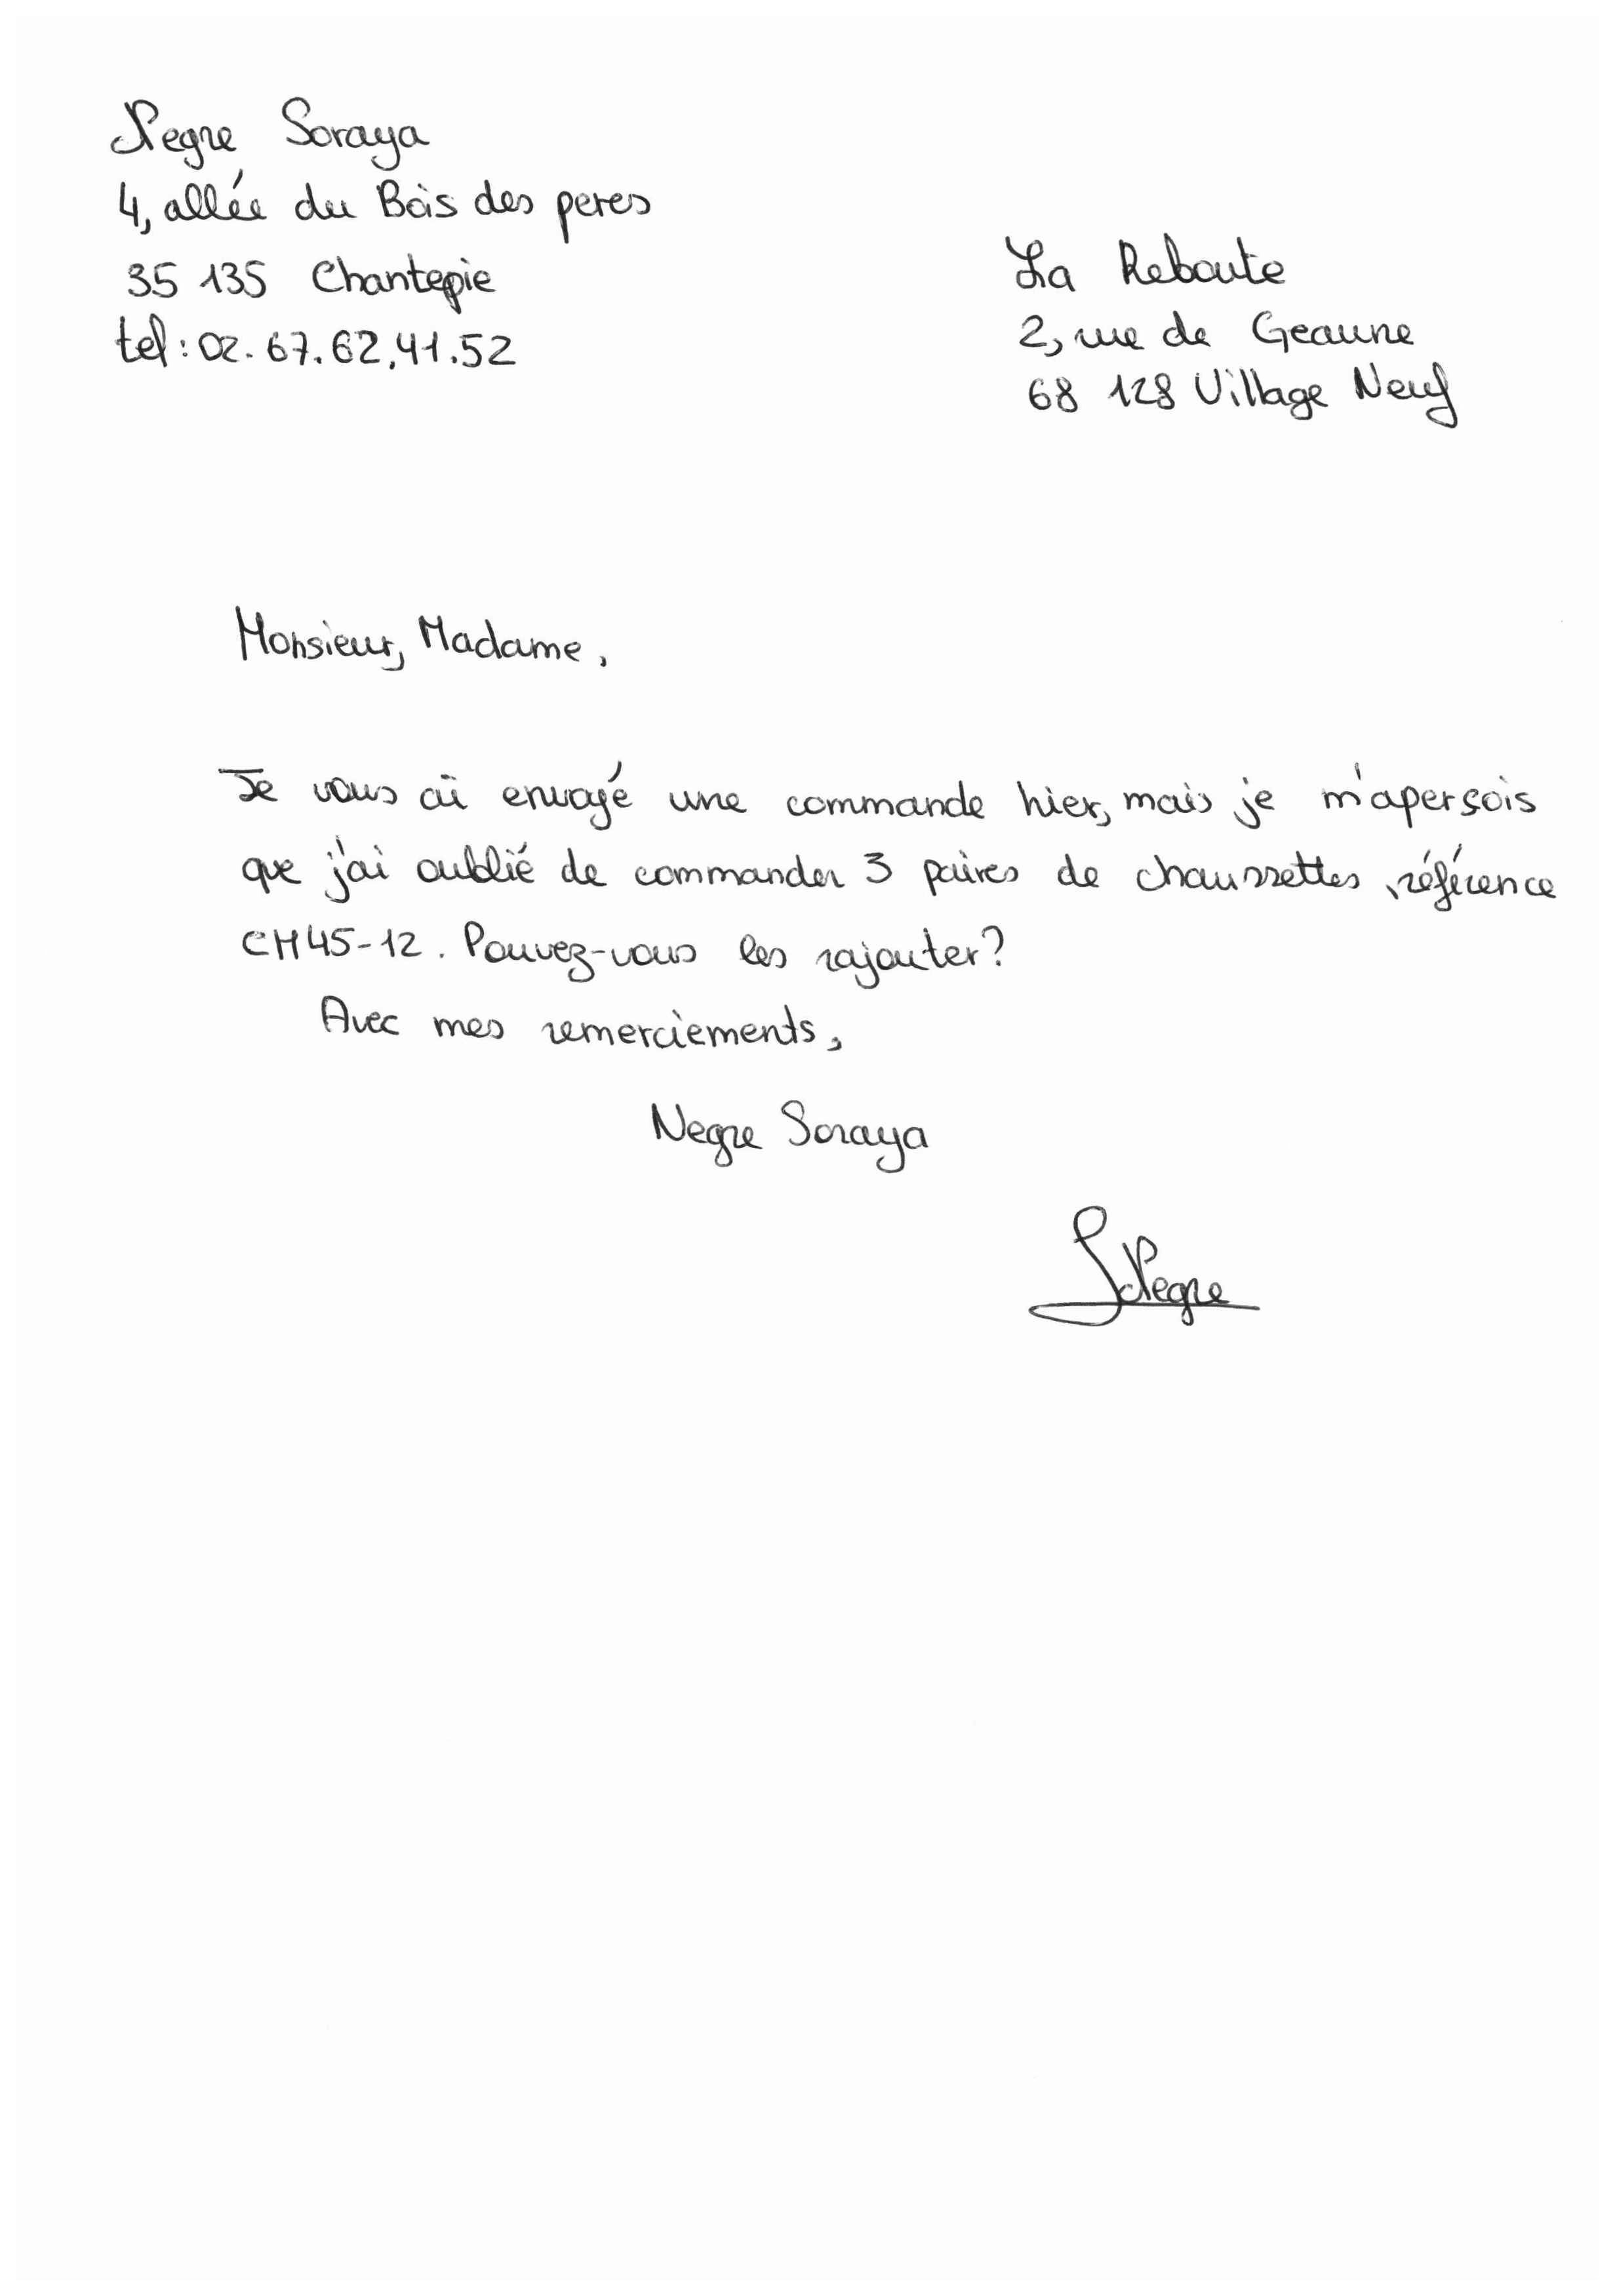 Negre Soraya
4, allée du Bois des peres
35 135 Chantepie
tel : 02.67.62.41.52
La Reboute
2, rue de Geaune
68 128 Village Neuf
Monsieur, Madame,
Je vous ai envoyé une commande hier, mais je m'aperçois
que j'ai oublié de commander 3 paires de chaussettes, référence
CH45-12. Pouvez-vous les rajouter?
Avec mes remerciements,
Negre Soraya
SNegre